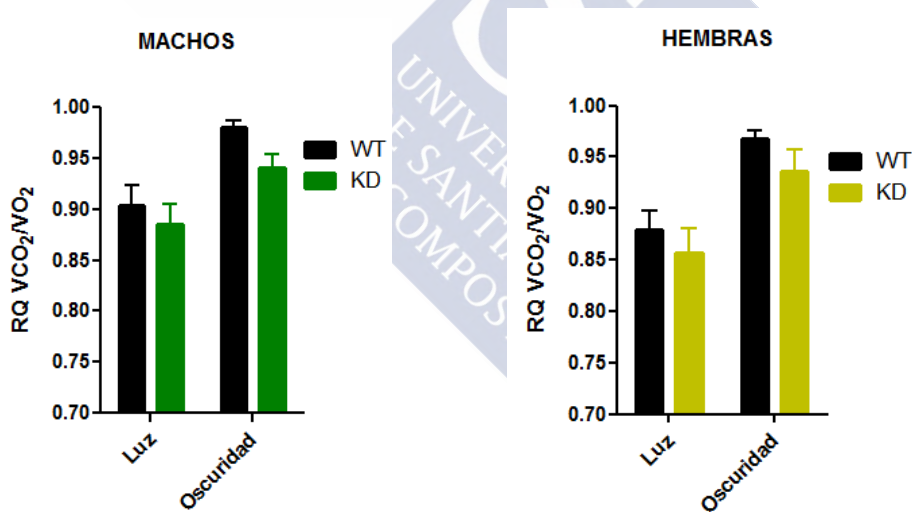 MACHOS
1.00
0.95
0.90
0.85
0.80
0.75
0.70
RQ VCO₂/VO₂
Luz
Oscuridad
WT
KD
HEMBRAS
1.00
0.95
0.90
0.85
0.80
0.75
0.70
RQ VCO₂/VO₂
Luz
Oscuridad
WT
KD